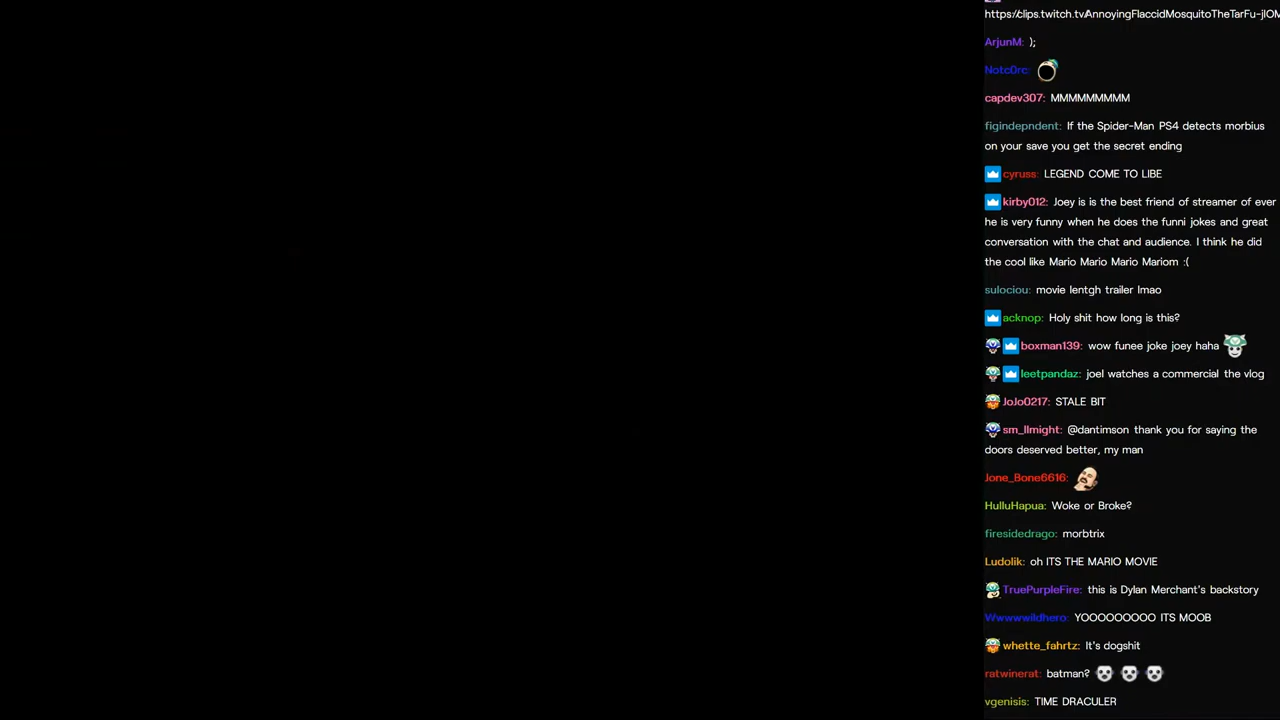 https://clips.twitch.tv/AnnoyingFlaccidMosquitoTheTarFu-jIOM
ArjunM: );
Notc0rc:
capdev307: MMMMMMMMM
figindepndent: If the Spider-Man PS4 detects morbius
on your save you get the secret ending
cyruss: LEGEND COME TO LIBE
kirby012: Joey is is the best friend of streamer of ever
he is very funny when he does the funni jokes and great
conversation with the chat and audience. I think he did
the cool like Mario Mario Mario Mariom :(
sulociou: movie lentgh trailer lmao
acknop: Holy shit how long is this?
boxman139: wow funee joke joey haha
leetpandaz: joel watches a commercial the vlog
JoJo0217: STALE BIT
sm_llmight: @dantimson thank you for saying the
doors deserved better, my man
Jone_Bone6616:
HulluHapua: Woke or Broke?
firesidedrago: morbtrix
Ludolik: oh ITS THE MARIO MOVIE
TruePurpleFire: this is Dylan Merchant's backstory
Wwwwwildhero: YOOOOOOOOO ITS MOOB
whette_fahrtz: It's dogshit
ratwinerat: batman?
vgenisis: TIME DRACULER